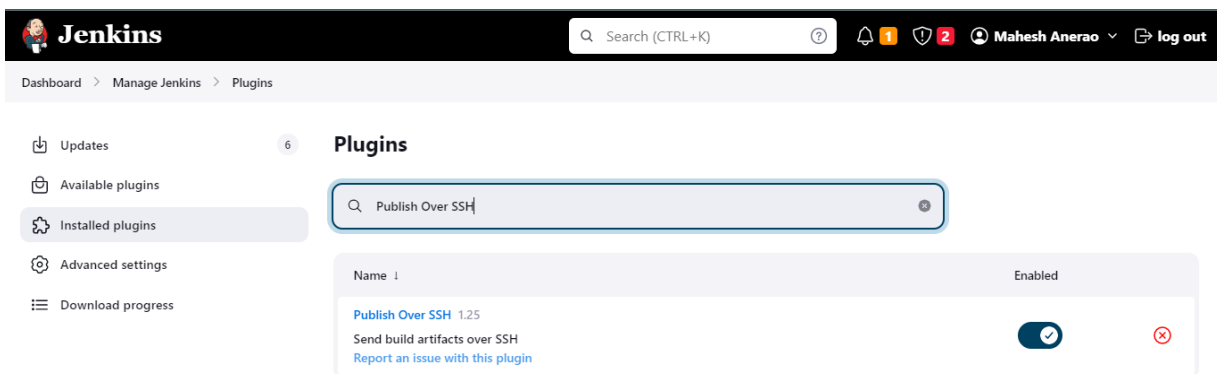 Jenkins
Search (CTRL+K)
1
2
Mahesh Anerao
log out
Dashboard > Manage Jenkins > Plugins
Updates
6
Available plugins
Installed plugins
Advanced settings
Download progress
Plugins
Publish Over SSH
Name ↓
Enabled
Publish Over SSH 1.25
Send build artifacts over SSH
Report an issue with this plugin